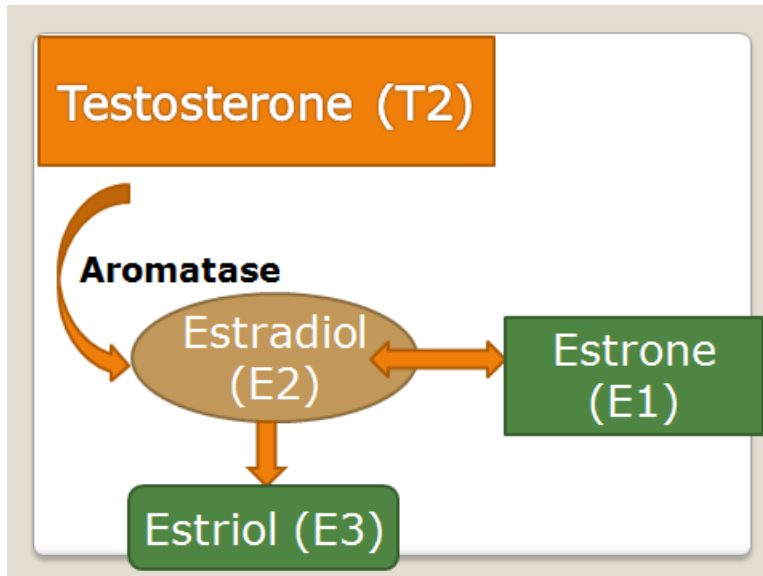 Testosterone (T2)
Aromatase
Estradiol
(E2)
Estrone
(E1)
Estriol (E3)